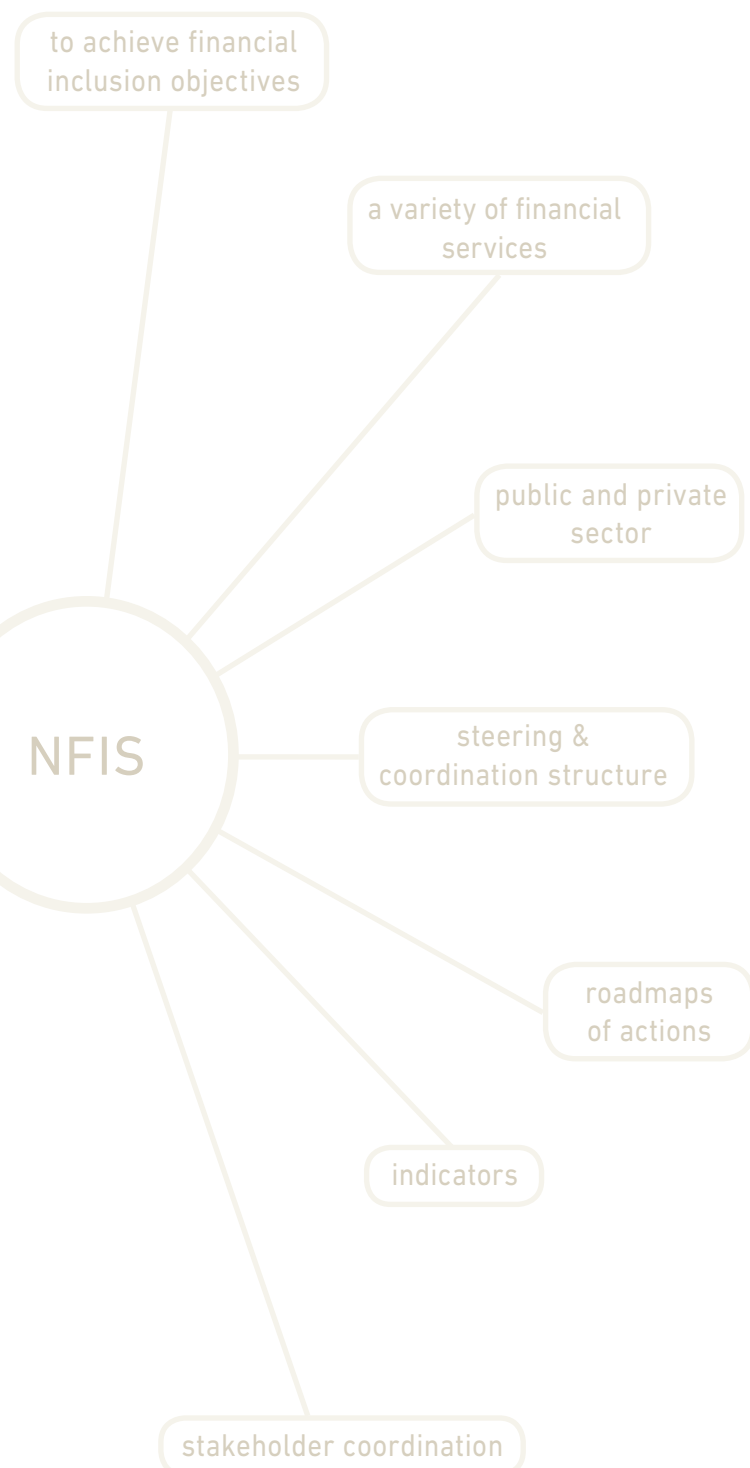 to achieve financial
inclusion objectives
a variety of financial
services
public and private
sector
NFIS
steering &
coordination structure
roadmaps
of actions
indicators
stakeholder coordination